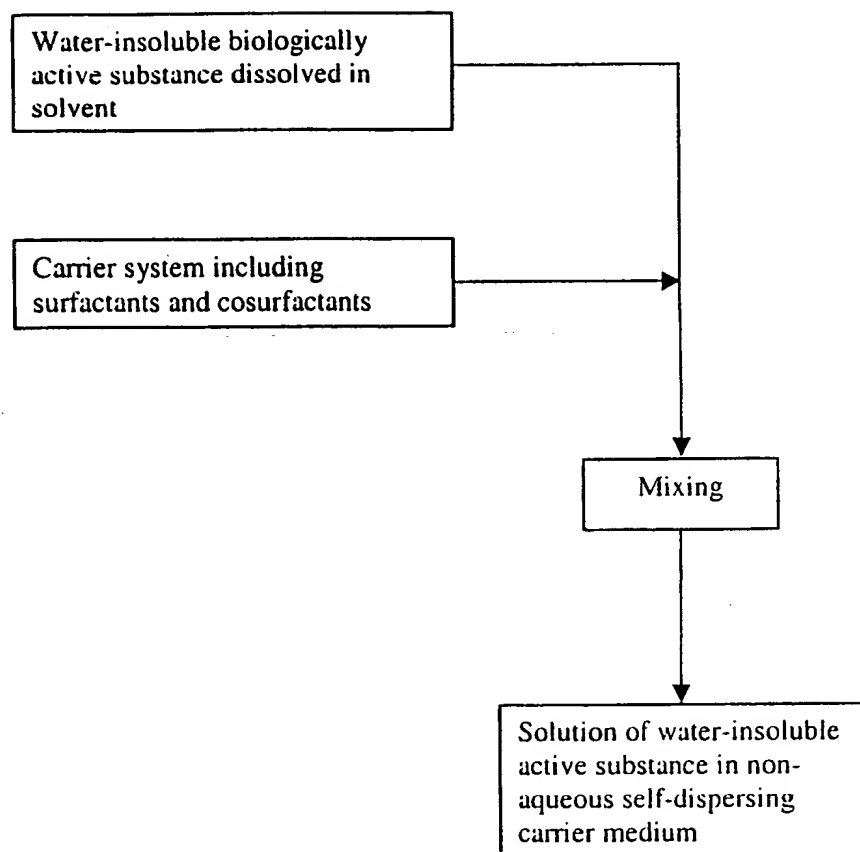 Water-insoluble biologically
active substance dissolved in
solvent
Carrier system including
surfactants and cosurfactants
Mixing
Solution of water-insoluble
active substance in non-
aqueous self-dispersing
carrier medium